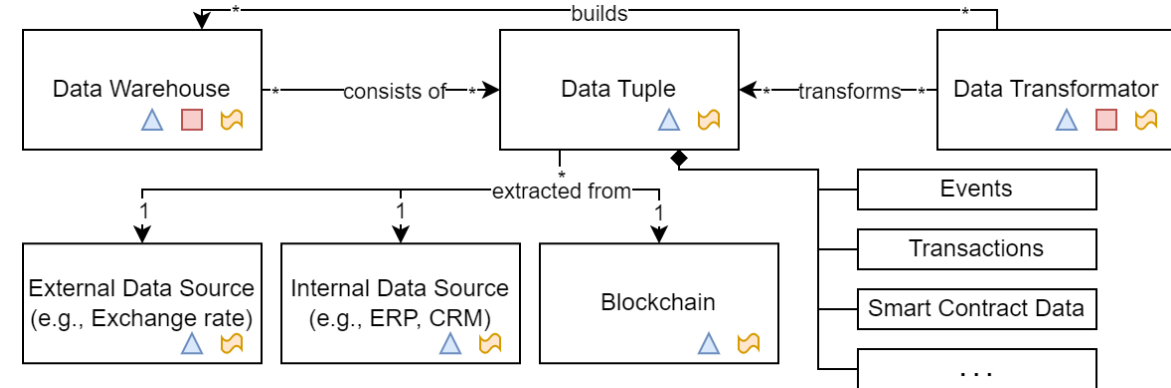 * builds *
Data Warehouse
* consists of *
Data Tuple
* transforms *
Data Transformator
*
extracted from
1
1
1
External Data Source
(e.g., Exchange rate)
Internal Data Source
(e.g., ERP, CRM)
Blockchain
Events
Transactions
Smart Contract Data
...